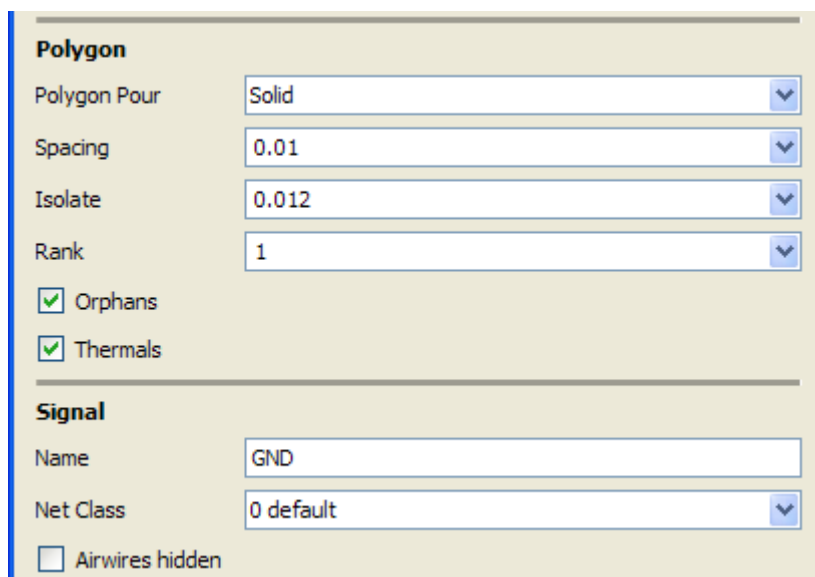 Polygon
Polygon Pour Solid
Spacing 0.01
Isolate 0.012
Rank 1
Orphans
Thermals
Signal
Name GND
Net Class 0 default
Airwires hidden